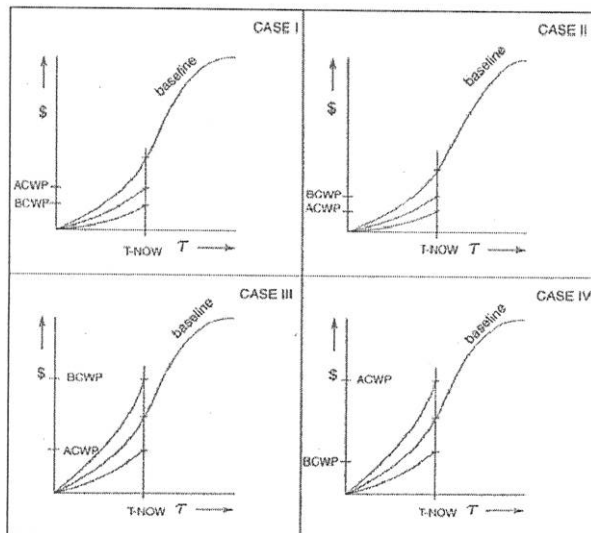 CASE I
baseline
$
ACWP
BCWP
T-NOW τ
CASE II
baseline
$
BCWP
ACWP
T-NOW τ
CASE III
baseline
$
BCWP
ACWP
T-NOW τ
CASE IV
baseline
$
ACWP
BCWP
T-NOW τ